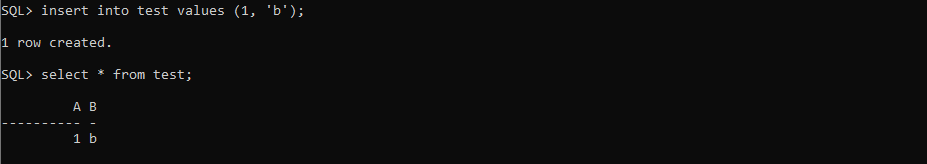 SQL> insert into test values (1, 'b');
1 row created.
SQL> select * from test;
         A B
---------- -
         1 b